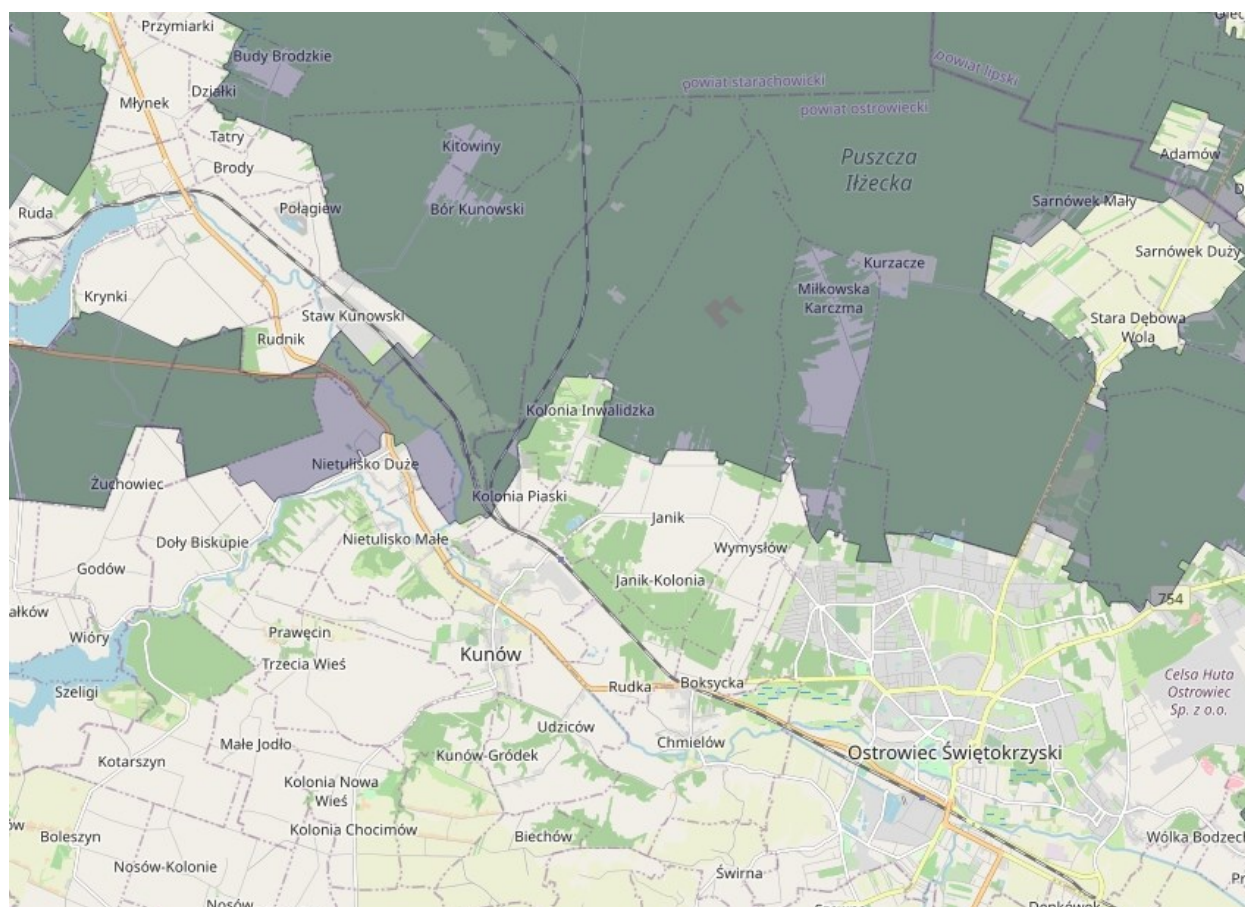 Przymiarki
Budy Brodzkie
powiat lipski
powiat starachowicki
powiat ostrowiecki
Działki
Młynek
Tatry
Brody
Kitowiny
Puszcza
Iłżecka
Adamów
Ruda
Połągiew
Bór Kunowski
Sarnówek Mały
Sarnówek Duży
Kurzacze
Krynki
Miłkowska
Karczma
Staw Kunowski
Stara Dębowa
Wola
Rudnik
Kolonia Inwalidzka
Nietulisko Duże
Żuchowiec
Kolonia Piaski
Janik
Nietulisko Małe
Doły Biskupie
Wymysłów
Godów
Janik-Kolonia
754
ałków
Wióry
Prawęcin
Kunów
Trzecia Wieś
Szeligi
Rudka
Boksycka
Celsa Huta
Ostrowiec
Sp. z o.o.
Udziców
Małe Jodło
Chmielów
Kunów-Gródek
Ostrowiec Świętokrzyski
Kotarszyn
Kolonia Nowa
Wieś
ów
Boleszyn
Kolonia Chocimów
Biechów
Wólka Bodzech
Nosów-Kolonie
Świrna
Nosów
Denkówek